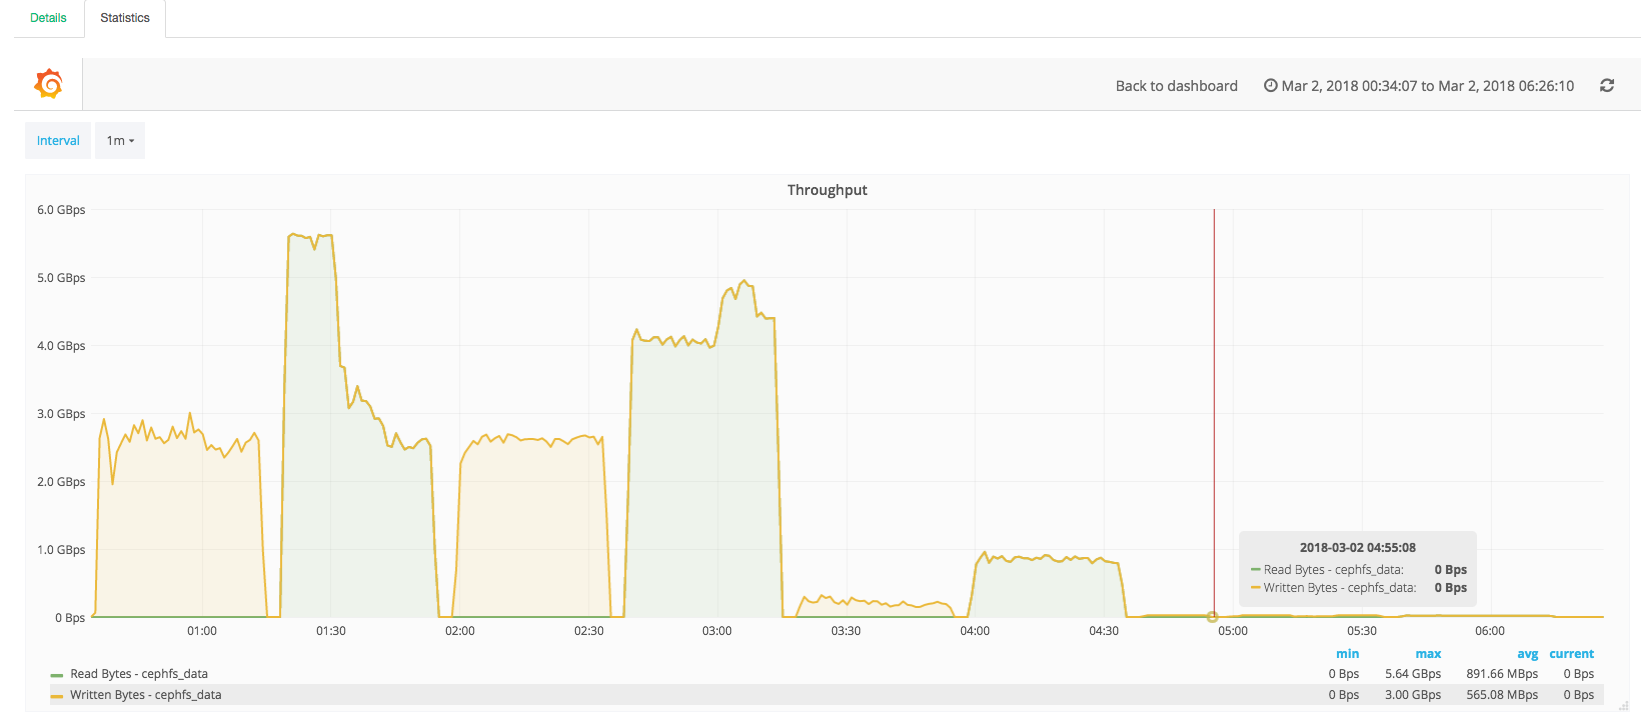 Details Statistics
Back to dashboard Mar 2, 2018 00:34:07 to Mar 2, 2018 06:26:10
Interval 1m
Throughput
6.0 GBps
5.0 GBps
4.0 GBps
3.0 GBps
2.0 GBps
1.0 GBps
0 Bps
2018-03-02 04:55:08
Read Bytes - cephfs_data: 0 Bps
Written Bytes - cephfs_data: 0 Bps
01:00 01:30 02:00 02:30 03:00 03:30 04:00 04:30 05:00 05:30 06:00
min max avg current
Read Bytes - cephfs_data 0 Bps 5.64 GBps 891.66 MBps 0 Bps
Written Bytes - cephfs_data 0 Bps 3.00 GBps 565.08 MBps 0 Bps